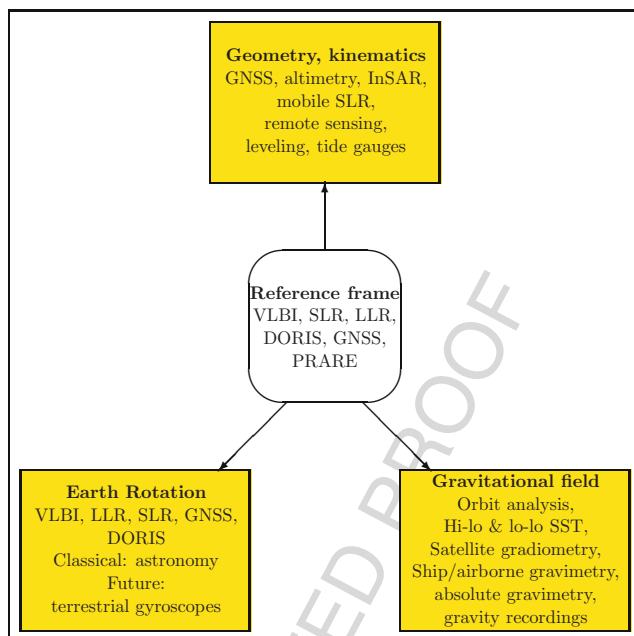 Geometry, kinematics
GNSS, altimetry, InSAR,
mobile SLR,
remote sensing,
leveling, tide gauges
Reference frame
VLBI, SLR, LLR,
DORIS, GNSS,
PRARE
Earth Rotation
VLBI, LLR, SLR, GNSS,
DORIS
Classical: astronomy
Future:
terrestrial gyroscopes
Gravitational field
Orbit analysis,
Hi-lo & lo-lo SST,
Satellite gradiometry,
Ship/airborne gravimetry,
absolute gravimetry,
gravity recordings
TED PROOF